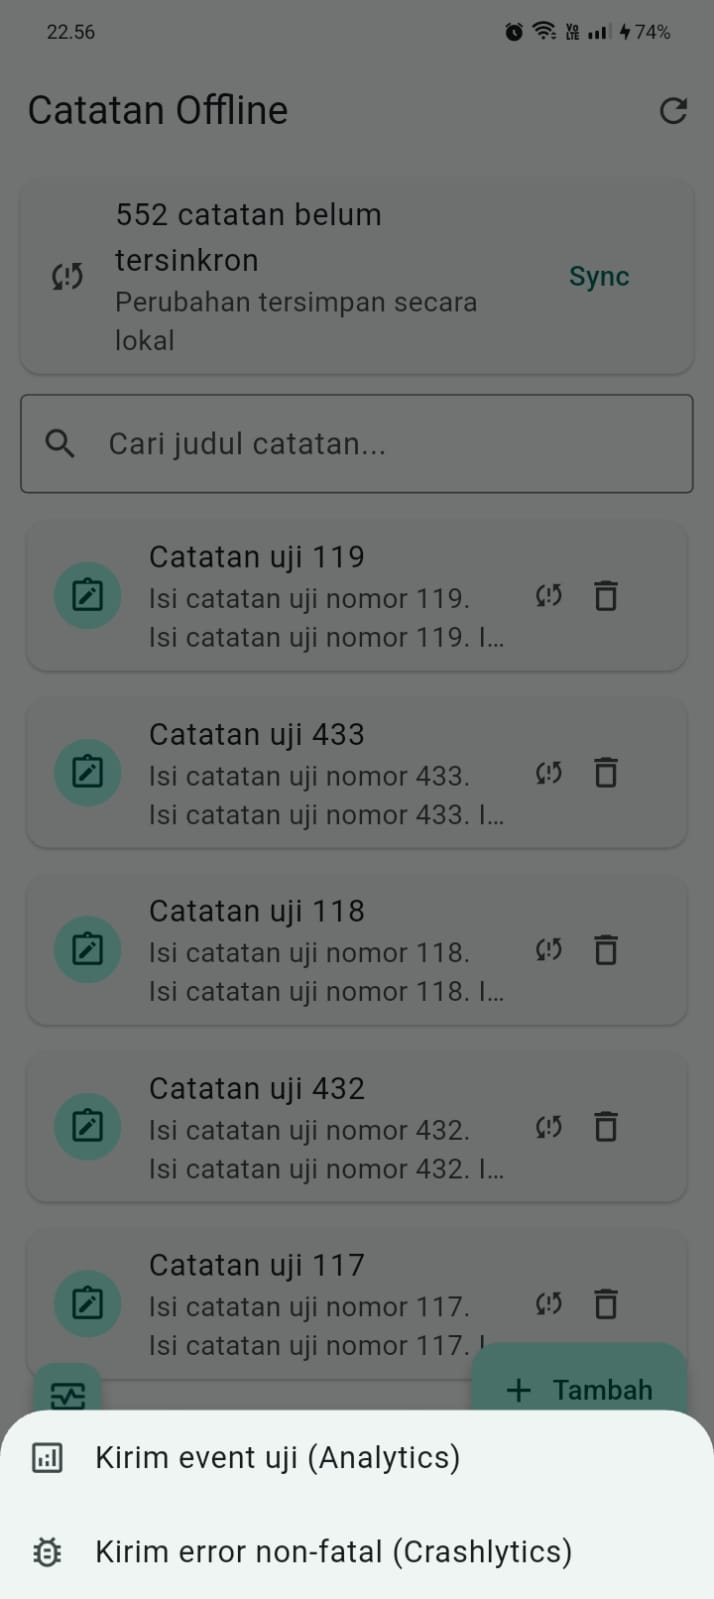 22.56
Vo
LTE
74%
Catatan Offline
552 catatan belum
tersinkron
Perubahan tersimpan secara
lokal
Sync
Cari judul catatan...
Catatan uji 119
Isi catatan uji nomor 119.
Isi catatan uji nomor 119. I...
Catatan uji 433
Isi catatan uji nomor 433.
Isi catatan uji nomor 433. I...
Catatan uji 118
Isi catatan uji nomor 118.
Isi catatan uji nomor 118. I...
Catatan uji 432
Isi catatan uji nomor 432.
Isi catatan uji nomor 432. I...
Catatan uji 117
Isi catatan uji nomor 117.
Isi catatan uji nomor 117. I
Tambah
Kirim event uji (Analytics)
Kirim error non-fatal (Crashlytics)